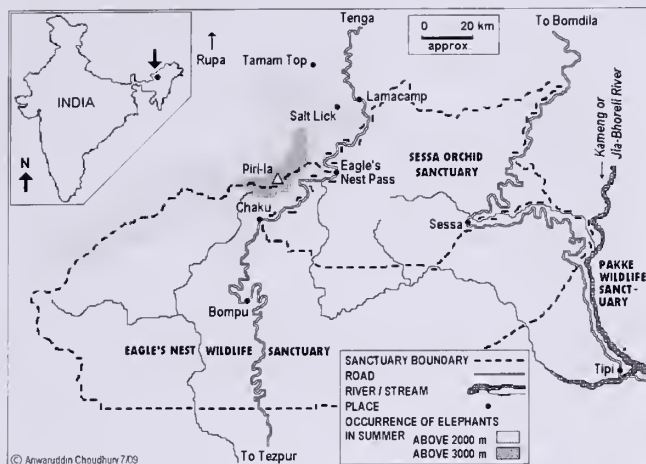 INDIA
N
Rupa
Tamam Top
Tenga
0 20 km
approx.
To Bomdila
Salt Lick
Lamacamp
Kameng or
Jia-Bhoreli River
Piri-la
Eagle's
Nest Pass
SESSA ORCHID
SANCTUARY
Chaku
Sessa
PAKKE
WILDLIFE
SANCT-
UARY
Bompu
EAGLE'S NEST WILDLIFE SANCTUARY
Tipi
SANCTUARY BOUNDARY
ROAD
RIVER / STREAM
PLACE
OCCURRENCE OF ELEPHANTS
IN SUMMER ABOVE 2000 m
ABOVE 3000 m
To Tezpur
© Anwaruddin Choudhury 7/09